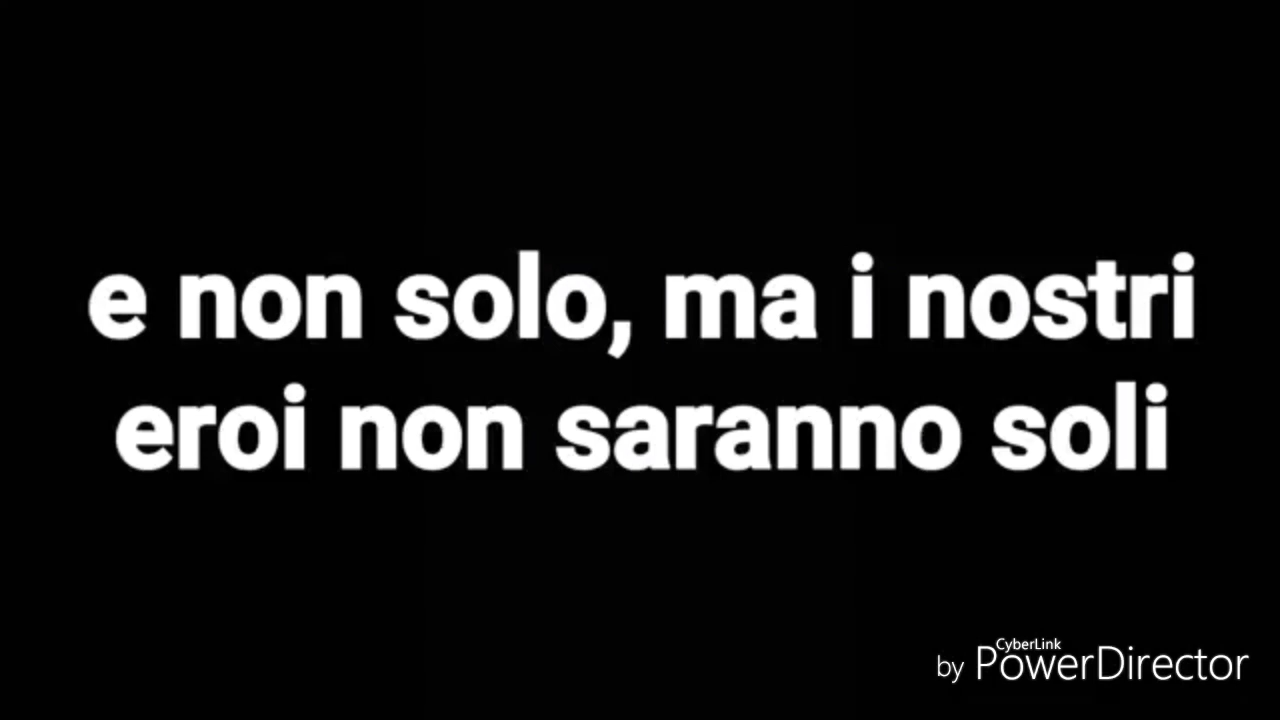 e non solo, ma i nostri
eroi non saranno soli
CyberLink
by PowerDirector